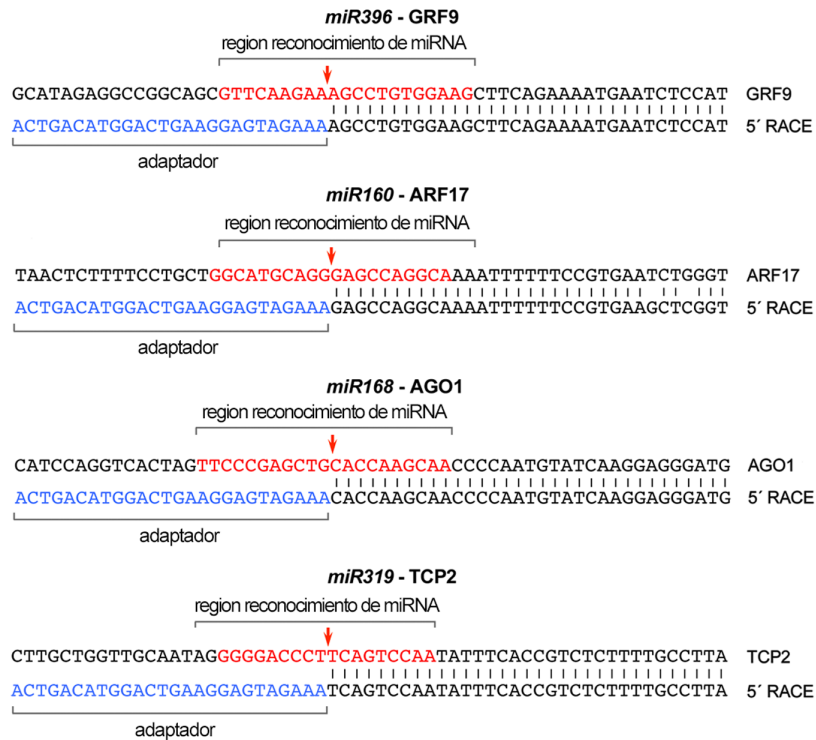 miR396 - GRF9
region reconocimiento de miRNA
GCATAGAGGCCGGCAGCGTTCAAGAAAGCCTGTGGAAGCTTCAGAAAATGAATCTCCAT GRF9
ACTGACATGGACTGAAGGAGTAGAAAAGCCTGTGGAAGCTTCAGAAAATGAATCTCCAT 5´ RACE
adaptador
miR160 - ARF17
region reconocimiento de miRNA
TAACTCTTTTCCTGCTGGCATGCAGGGAGCCAGGCAAAATTTTTTCCGTGAATCTGGGT ARF17
ACTGACATGGACTGAAGGAGTAGAAAGAGCCAGGCAAAATTTTTTCCGTGAAGCTCGGT 5´ RACE
adaptador
miR168 - AGO1
region reconocimiento de miRNA
CATCCAGGTCACTAGTTCCCGAGCTGCACCAAGCAACCCCAATGTATCAAGGAGGGATG AGO1
ACTGACATGGACTGAAGGAGTAGAAACACCAAGCAACCCCAATGTATCAAGGAGGGATG 5´ RACE
adaptador
miR319 - TCP2
region reconocimiento de miRNA
CTTGCTGGTTGCAATAGGGGGACCCTTCAGTCCAATATTTCACCGTCTCTTTTGCCTTA TCP2
ACTGACATGGACTGAAGGAGTAGAAATCAGTCCAATATTTCACCGTCTCTTTTGCCTTA 5´ RACE
adaptador